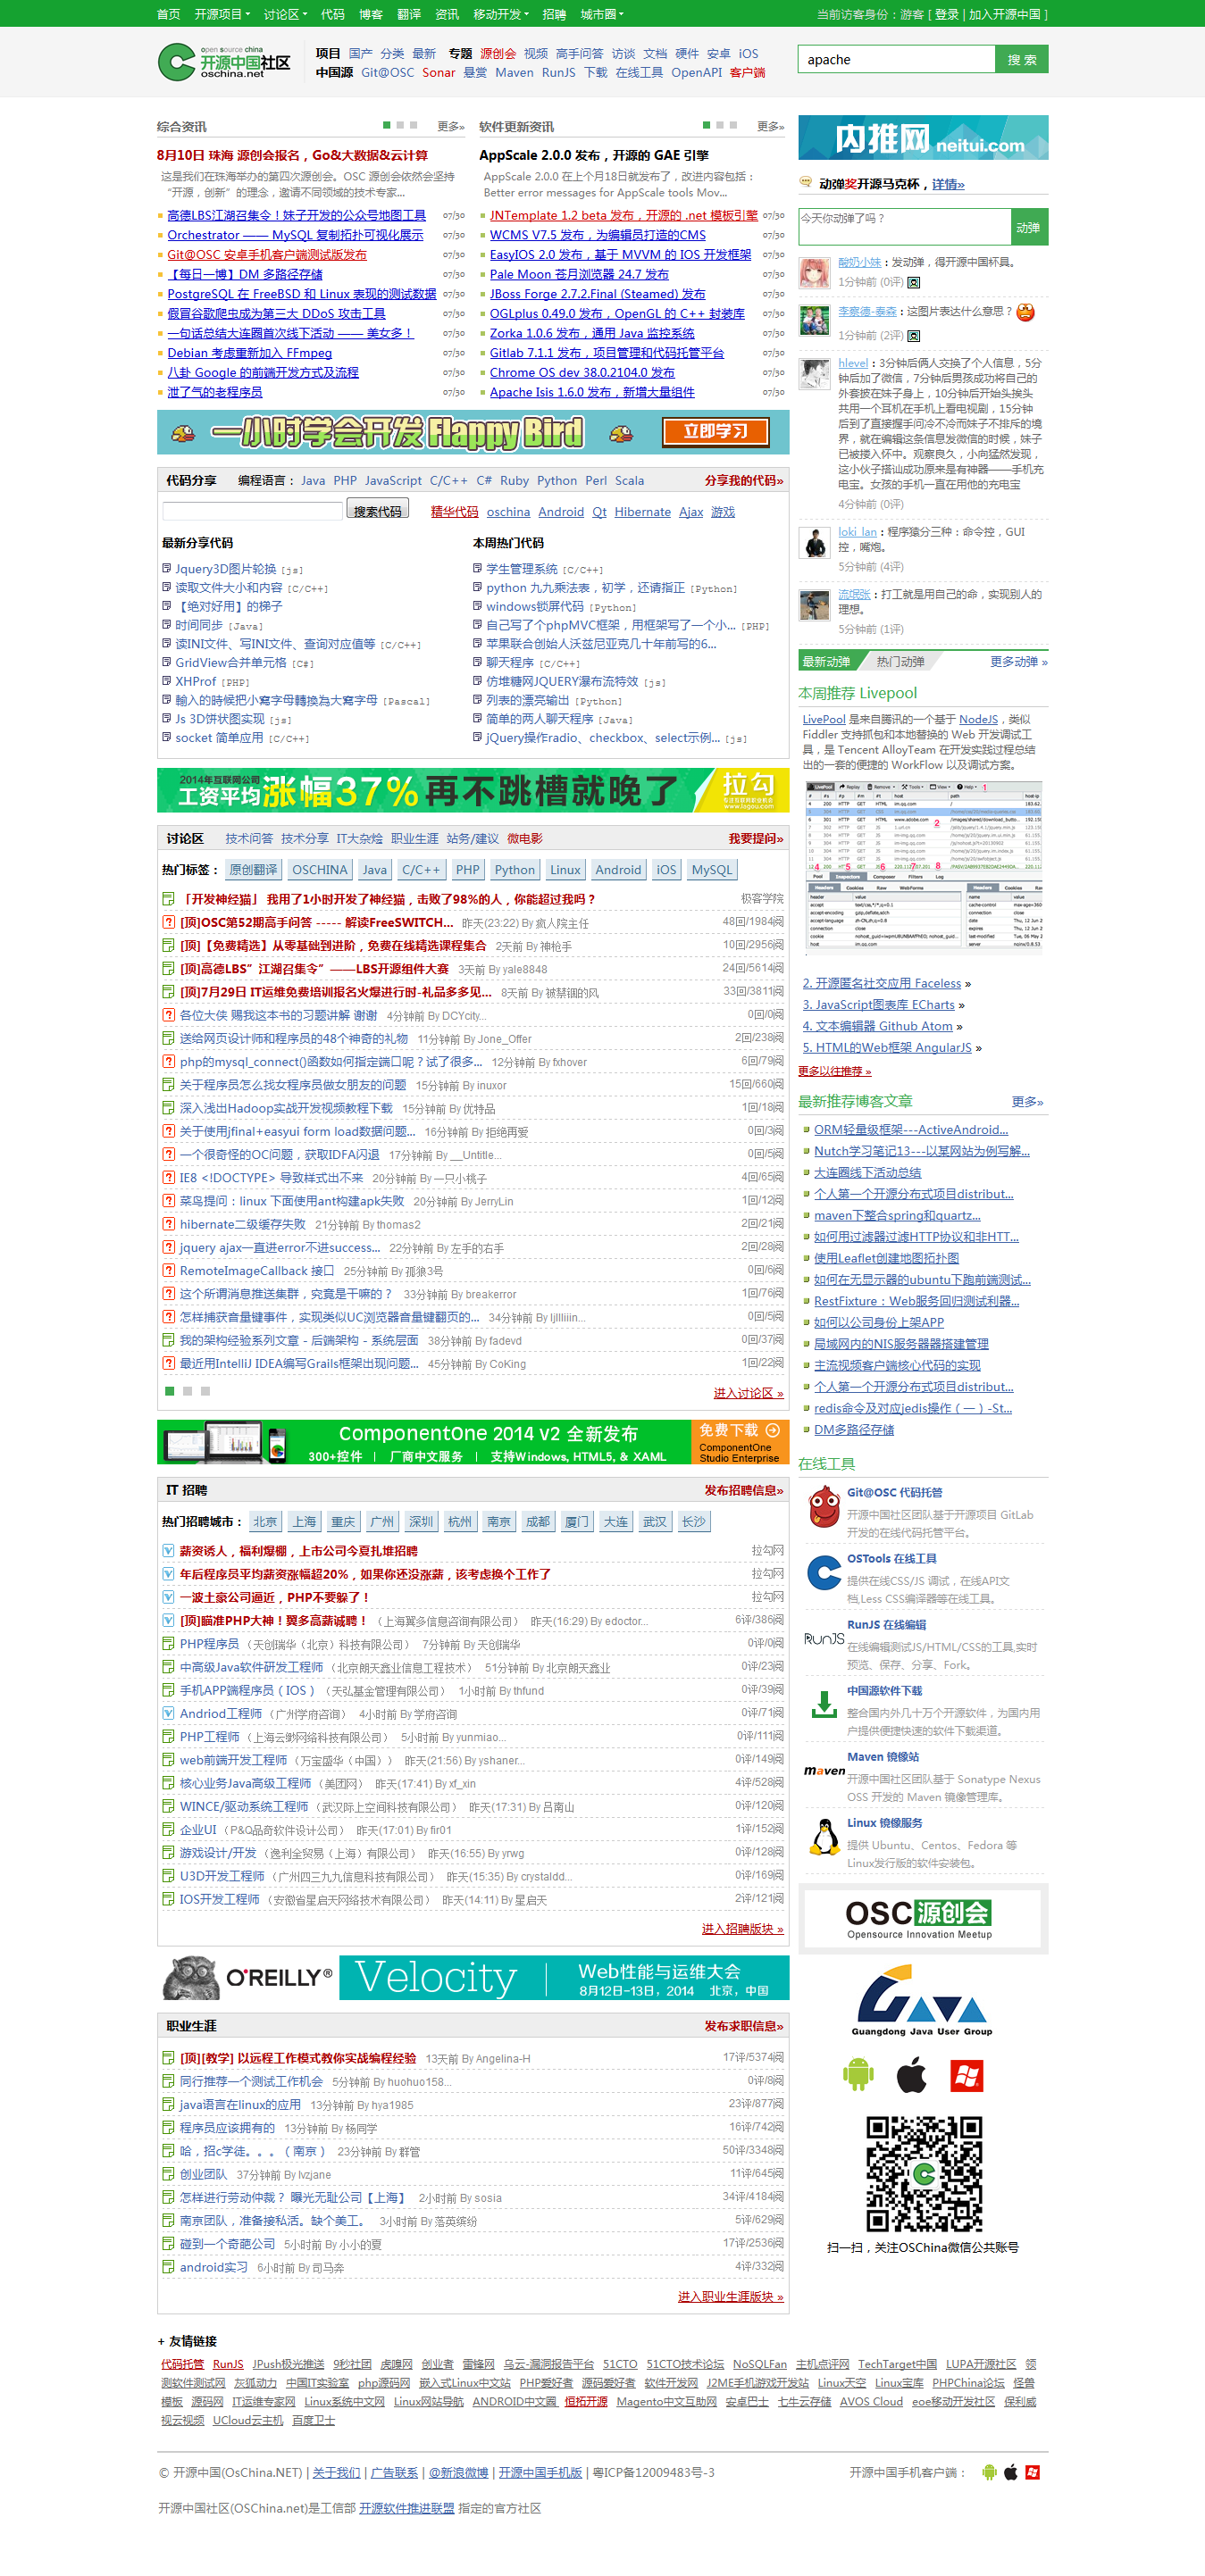 首页 开源项目 讨论区 代码 博客 翻译 资讯 移动开发 招聘 城市圈 当前访客身份：游客 [ 登录 | 加入开源中国 ]
open source china
开源中国社区
oschina.net
项目 国产 分类 最新 专题 源创会 视频 高手问答 访谈 文档 硬件 安卓 iOS
中国源 Git@OSC Sonar 悬赏 Maven RunJS 下载 在线工具 OpenAPI 客户端
apache 搜 索
综合资讯 更多»
8月10日 珠海 源创会报名，Go&大数据&云计算
这是我们在珠海举办的第四次源创会。OSC 源创会依然会坚持
“开源，创新”的理念，邀请不同领域的技术专家...
高德LBS江湖召集令！妹子开发的公众号地图工具 07/30
Orchestrator —— MySQL 复制拓扑可视化展示 07/30
Git@OSC 安卓手机客户端测试版发布 07/30
【每日一博】DM 多路径存储 07/30
PostgreSQL 在 FreeBSD 和 Linux 表现的测试数据 07/30
假冒谷歌爬虫成为第三大 DDoS 攻击工具 07/30
一句话总结大连圈首次线下活动 —— 美女多！ 07/30
Debian 考虑重新加入 FFmpeg 07/30
八卦 Google 的前端开发方式及流程 07/30
泄了气的老程序员 07/30
软件更新资讯 更多»
AppScale 2.0.0 发布，开源的 GAE 引擎
AppScale 2.0.0 在上个月18日就发布了，改进内容包括：
Better error messages for AppScale tools Mov...
JNTemplate 1.2 beta 发布，开源的 .net 模板引擎 07/30
WCMS V7.5 发布，为编辑员打造的CMS 07/30
EasyIOS 2.0 发布，基于 MVVM 的 IOS 开发框架 07/30
Pale Moon 苍月浏览器 24.7 发布 07/30
JBoss Forge 2.7.2.Final (Steamed) 发布 07/30
OGLplus 0.49.0 发布，OpenGL 的 C++ 封装库 07/30
Zorka 1.0.6 发布，通用 Java 监控系统 07/30
Gitlab 7.1.1 发布，项目管理和代码托管平台 07/30
Chrome OS dev 38.0.2104.0 发布 07/30
Apache Isis 1.6.0 发布，新增大量组件 07/30
一小时学会开发 Flappy Bird 立即学习
代码分享 编程语言： Java PHP JavaScript C/C++ C# Ruby Python Perl Scala 分享我的代码»
搜索代码 精华代码 oschina Android Qt Hibernate Ajax 游戏
最新分享代码
Jquery3D图片轮换 [js]
读取文件大小和内容 [C/C++]
【绝对好用】的梯子
时间同步 [Java]
读INI文件、写INI文件、查询对应值等 [C/C++]
GridView合并单元格 [C#]
XHProf [PHP]
輸入的時候把小寫字母轉換為大寫字母 [Pascal]
Js 3D饼状图实现 [js]
socket 简单应用 [C/C++]
本周热门代码
学生管理系统 [C/C++]
python 九九乘法表，初学，还请指正 [Python]
windows锁屏代码 [Python]
自己写了个phpMVC框架，用框架写了一个小... [PHP]
苹果联合创始人沃兹尼亚克几十年前写的6...
聊天程序 [C/C++]
仿堆糖网JQUERY瀑布流特效 [js]
列表的漂亮输出 [Python]
简单的两人聊天程序 [Java]
jQuery操作radio、checkbox、select示例... [js]
2014年互联网公司
工资平均涨幅37%再不跳槽就晚了 拉勾
www.lagou.com
讨论区 技术问答 技术分享 IT大杂烩 职业生涯 站务/建议 微电影 我要提问»
热门标签： 原创翻译 OSCHINA Java C/C++ PHP Python Linux Android iOS MySQL
「开发神经猫」 我用了1小时开发了神经猫，击败了98%的人，你能超过我吗？ 极客学院
[顶]OSC第52期高手问答 ----- 解读FreeSWITCH... 昨天(23:22) By 疯人院主任 48回/1984阅
[顶]【免费精选】从零基础到进阶，免费在线精选课程集合 2天前 By 神枪手 10回/2956阅
[顶]高德LBS”江湖召集令”——LBS开源组件大赛 3天前 By yale8848 24回/5614阅
[顶]7月29日 IT运维免费培训报名火爆进行时-礼品多多见... 8天前 By 被禁锢的风 33回/3811阅
各位大侠 赐我这本书的习题讲解 谢谢 4分钟前 By DCYcity... 0回/0阅
送给网页设计师和程序员的48个神奇的礼物 11分钟前 By Jone_Offer 2回/238阅
php的mysql_connect()函数如何指定端口呢？试了很多... 12分钟前 By fxhover 6回/79阅
关于程序员怎么找女程序员做女朋友的问题 15分钟前 By inuxor 15回/660阅
深入浅出Hadoop实战开发视频教程下载 15分钟前 By 优特品 1回/18阅
关于使用jfinal+easyui form load数据问题... 16分钟前 By 拒绝再爱 0回/3阅
一个很奇怪的OC问题，获取IDFA闪退 17分钟前 By __Untitle... 0回/5阅
IE8 <!DOCTYPE> 导致样式出不来 20分钟前 By 一只小桃子 4回/65阅
菜鸟提问：linux 下面使用ant构建apk失败 20分钟前 By JerryLin 1回/12阅
hibernate二级缓存失败 21分钟前 By thomas2 2回/21阅
jquery ajax一直进error不进success... 22分钟前 By 左手的右手 2回/28阅
RemoteImageCallback 接口 25分钟前 By 孤狼3号 0回/6阅
这个所谓消息推送集群，究竟是干嘛的？ 33分钟前 By breakerror 1回/76阅
怎样捕获音量键事件，实现类似UC浏览器音量键翻页的... 34分钟前 By ljlllliin... 0回/5阅
我的架构经验系列文章 - 后端架构 - 系统层面 38分钟前 By fadevd 0回/37阅
最近用IntelliJ IDEA编写Grails框架出现问题... 45分钟前 By CoKing 1回/22阅
进入讨论区 »
ComponentOne 2014 v2 全新发布 免费下载
300+控件 | 厂商中文服务 | 支持Windows, HTML5, & XAML ComponentOne
Studio Enterprise
IT 招聘 发布招聘信息»
热门招聘城市： 北京 上海 重庆 广州 深圳 杭州 南京 成都 厦门 大连 武汉 长沙
薪资诱人，福利爆棚，上市公司今夏扎堆招聘 拉勾网
年后程序员平均薪资涨幅超20%，如果你还没涨薪，该考虑换个工作了 拉勾网
一波土豪公司逼近，PHP不要躲了！ 拉勾网
[顶]瞄准PHP大神！翼多高薪诚聘！（上海翼多信息咨询有限公司） 昨天(16:29) By edoctor... 6评/386阅
PHP程序员（天创瑞华（北京）科技有限公司） 7分钟前 By 天创瑞华 0评/0阅
中高级Java软件研发工程师（北京朗天鑫业信息工程技术） 51分钟前 By 北京朗天鑫业 0评/23阅
手机APP端程序员（IOS）（天弘基金管理有限公司） 1小时前 By thfund 0评/39阅
Andriod工程师（广州学府咨询） 4小时前 By 学府咨询 0评/71阅
PHP工程师（上海云眇网络科技有限公司） 5小时前 By yunmiao... 0评/111阅
web前端开发工程师（万宝盛华（中国）） 昨天(21:56) By yshaner... 0评/149阅
核心业务Java高级工程师（美团网） 昨天(17:41) By xf_xin 4评/528阅
WINCE/驱动系统工程师（武汉际上空间科技有限公司） 昨天(17:31) By 吕南山 0评/120阅
企业UI（P&Q品奇软件设计公司） 昨天(17:01) By fir01 1评/152阅
游戏设计/开发（逸利全贸易（上海）有限公司） 昨天(16:55) By yrwg 0评/128阅
U3D开发工程师（广州四三九九信息科技有限公司） 昨天(15:35) By crystaldd... 0评/169阅
IOS开发工程师（安徽省星启天网络技术有限公司） 昨天(14:11) By 星启天 2评/121阅
进入招聘版块 »
O'REILLY® Velocity Web性能与运维大会
8月12日-13日，2014 北京，中国
职业生涯 发布求职信息»
[顶][教学] 以远程工作模式教你实战编程经验 13天前 By Angelina-H 17评/5374阅
同行推荐一个测试工作机会 5分钟前 By huohuo158... 0评/8阅
java语言在linux的应用 13分钟前 By hya1985 23评/877阅
程序员应该拥有的 13分钟前 By 杨同学 16评/742阅
哈，招c学徒。。。（南京） 23分钟前 By 群管 50评/3348阅
创业团队 37分钟前 By lvzjane 11评/645阅
怎样进行劳动仲裁？ 曝光无耻公司【上海】 2小时前 By sosia 34评/4184阅
南京团队，准备接私活。缺个美工。 3小时前 By 落英缤纷 5评/629阅
碰到一个奇葩公司 5小时前 By 小小的夏 17评/2536阅
android实习 6小时前 By 司马奔 4评/332阅
进入职业生涯版块 »
内推网 neitui.com
动弹奖开源马克杯，详情»
今天你动弹了吗？ 动弹
酸奶小妹：发动弹，得开源中国杯具。
1分钟前 (0评)
李察德-泰森：这图片表达什么意思？
1分钟前 (2评)
hlevel：3分钟后俩人交换了个人信息，5分
钟后加了微信，7分钟后男孩成功将自己的
外套披在妹子身上，10分钟后开始头挨头
共用一个耳机在手机上看电视剧，15分钟
后到了直接握手问冷不冷而妹子不排斥的境
界，就在编辑这条信息发微信的时候，妹子
已被搂入怀中。观察良久，小向猛然发现，
这小伙子搭讪成功原来是有神器——手机充
电宝。女孩的手机一直在用他的充电宝
4分钟前 (0评)
loki_lan：程序猿分三种：命令控，GUI
控，嘴炮。
5分钟前 (4评)
流氓张：打工就是用自己的命，实现别人的
理想。
5分钟前 (1评)
最新动弹 热门动弹 更多动弹 »
本周推荐 Livepool
LivePool 是来自腾讯的一个基于 NodeJS，类似
Fiddler 支持抓包和本地替换的 Web 开发调试工
具，是 Tencent AlloyTeam 在开发实践过程总结
出的一套的便捷的 WorkFlow 以及调试方案。
2. 开源匿名社交应用 Faceless »
3. JavaScript图表库 ECharts »
4. 文本编辑器 Github Atom »
5. HTML的Web框架 AngularJS »
更多以往推荐 »
最新推荐博客文章 更多»
ORM轻量级框架---ActiveAndroid...
Nutch学习笔记13---以某网站为例写解...
大连圈线下活动总结
个人第一个开源分布式项目distribut...
maven下整合spring和quartz...
如何用过滤器过滤HTTP协议和非HTT...
使用Leaflet创建地图拓扑图
如何在无显示器的ubuntu下跑前端测试...
RestFixture：Web服务回归测试利器...
如何以公司身份上架APP
局域网内的NIS服务器器搭建管理
主流视频客户端核心代码的实现
个人第一个开源分布式项目distribut...
redis命令及对应jedis操作（一）-St...
DM多路径存储
在线工具
Git@OSC 代码托管
开源中国社区团队基于开源项目 GitLab
开发的在线代码托管平台。
OSTools 在线工具
提供在线CSS/JS 调试，在线API文
档,Less CSS编译器等在线工具。
RunJS RunJS 在线编辑
在线编辑测试JS/HTML/CSS的工具,实时
预览、保存、分享、Fork。
中国源软件下载
整合国内外几十万个开源软件，为国内用
户提供便捷快速的软件下载渠道。
maven Maven 镜像站
开源中国社区团队基于 Sonatype Nexus
OSS 开发的 Maven 镜像管理库。
Linux 镜像服务
提供 Ubuntu、Centos、Fedora 等
Linux发行版的软件安装包。
OSC源创会
Opensource Innovation Meetup
Guangdong Java User Group
扫一扫，关注OSChina微信公共账号
+ 友情链接
代码托管 RunJS JPush极光推送 9秒社团 虎嗅网 创业者 雷锋网 乌云-漏洞报告平台 51CTO 51CTO技术论坛 NoSQLFan 主机点评网 TechTarget中国 LUPA开源社区 领
测软件测试网 灰狐动力 中国IT实验室 php源码网 嵌入式Linux中文站 PHP爱好者 源码爱好者 软件开发网 J2ME手机游戏开发站 Linux天空 Linux宝库 PHPChina论坛 怪兽
模板 源码网 IT运维专家网 Linux系统中文网 Linux网站导航 ANDROID中文网 恒拓开源 Magento中文互助网 安卓巴士 七牛云存储 AVOS Cloud eoe移动开发社区 保利威
视云视频 UCloud云主机 百度卫士
© 开源中国(OsChina.NET) | 关于我们 | 广告联系 | @新浪微博 | 开源中国手机版 | 粤ICP备12009483号-3 开源中国手机客户端：
开源中国社区(OSChina.net)是工信部 开源软件推进联盟 指定的官方社区